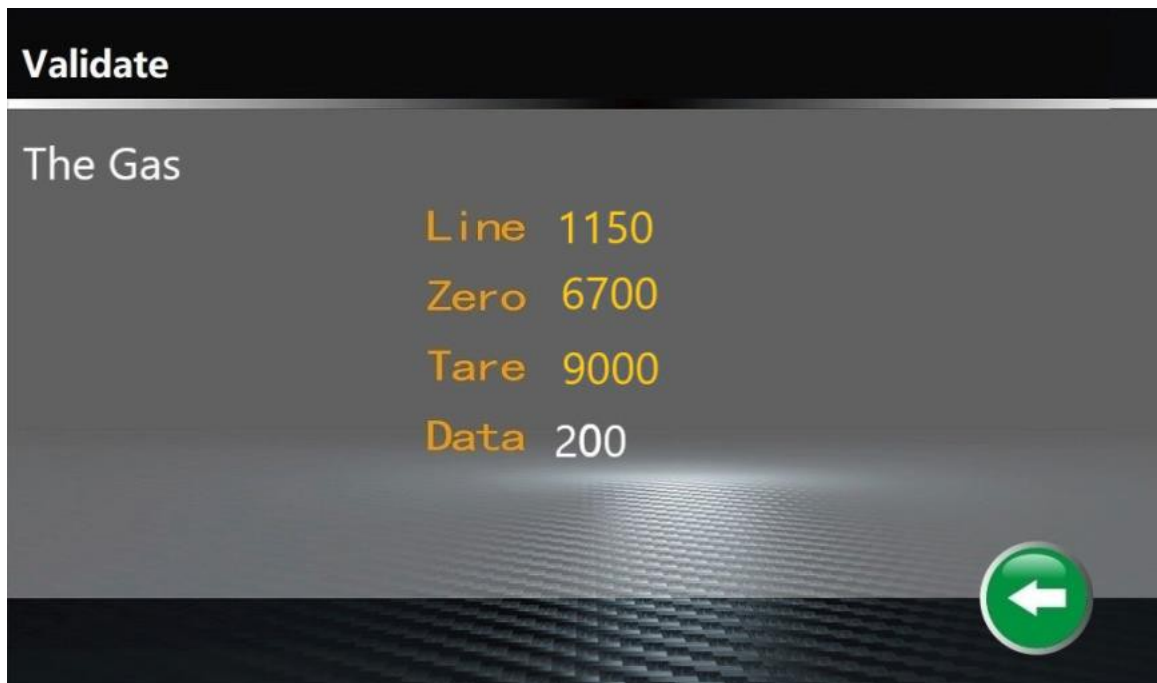 Validate
The Gas
Line 1150
Zero 6700
Tare 9000
Data 200